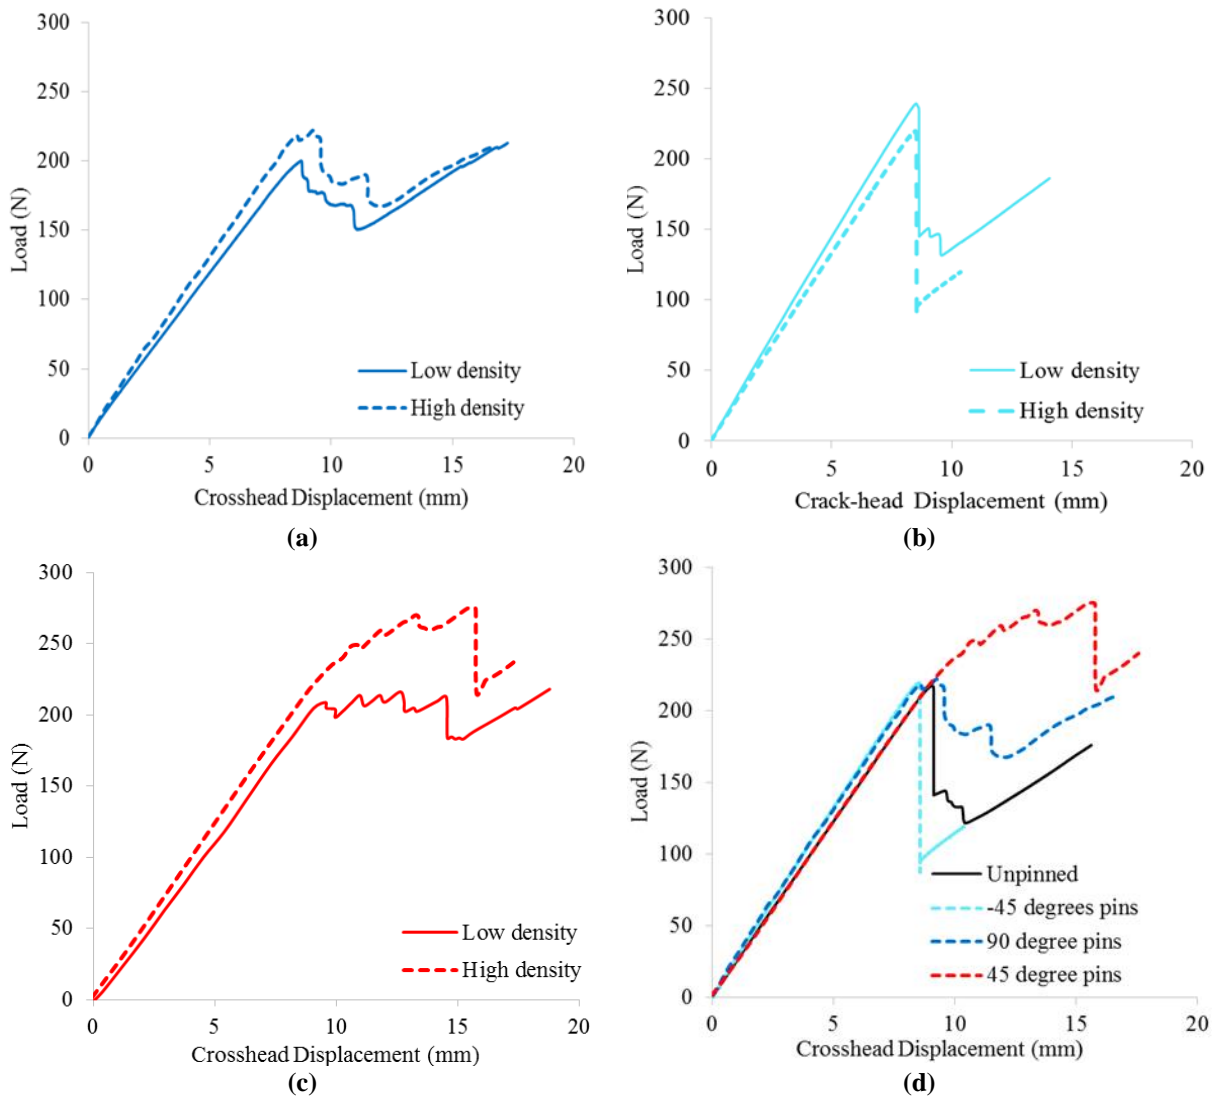 300
250
200
150
100
50
0
Load (N)
0 5 10 15 20
Crosshead Displacement (mm)
Low density
High density
(a)
300
250
200
150
100
50
0
Load (N)
0 5 10 15 20
Crack-head Displacement (mm)
Low density
High density
(b)
300
250
200
150
100
50
0
Load (N)
0 5 10 15 20
Crosshead Displacement (mm)
Low density
High density
(c)
300
250
200
150
100
50
0
Load (N)
0 5 10 15 20
Crosshead Displacement (mm)
Unpinned
-45 degrees pins
90 degree pins
45 degree pins
(d)